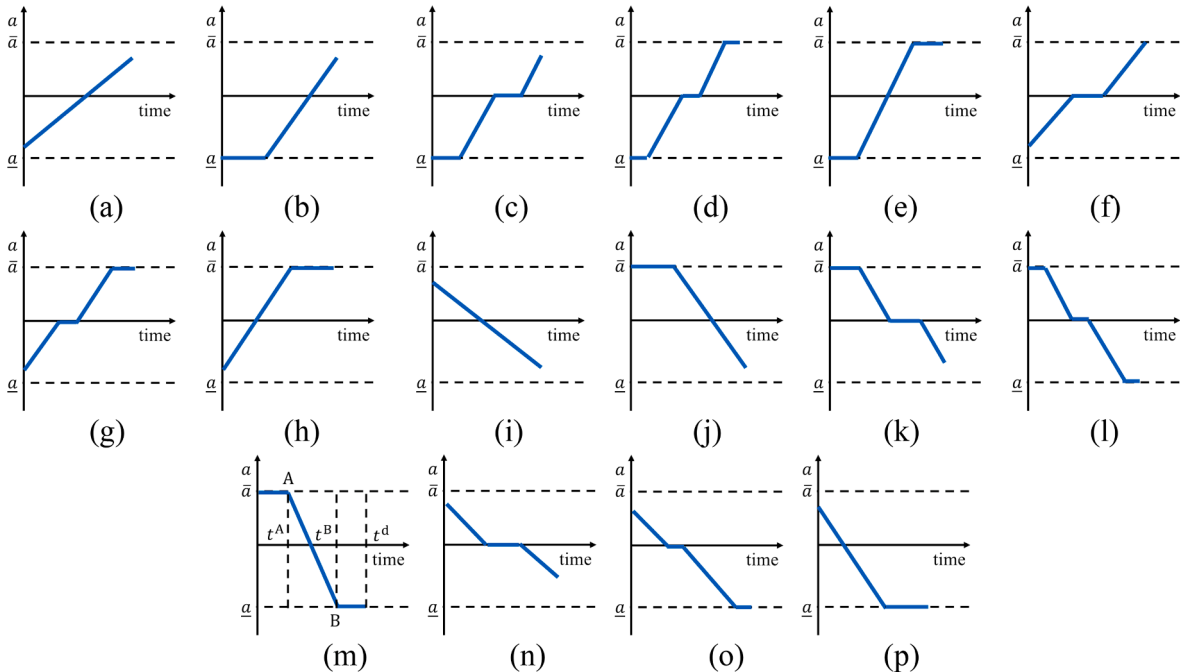 a a a a a a
ā ā ā ā ā ā
time time time time time time
a̲ a̲ a̲ a̲ a̲ a̲
(a) (b) (c) (d) (e) (f)
a a a a a a
ā ā ā ā ā ā
time time time time time time
a̲ a̲ a̲ a̲ a̲ a̲
(g) (h) (i) (j) (k) (l)
a A a a a
ā ā ā ā
tᴬ tᴮ tᵈ
time time time time
a̲ B a̲ a̲ a̲
(m) (n) (o) (p)